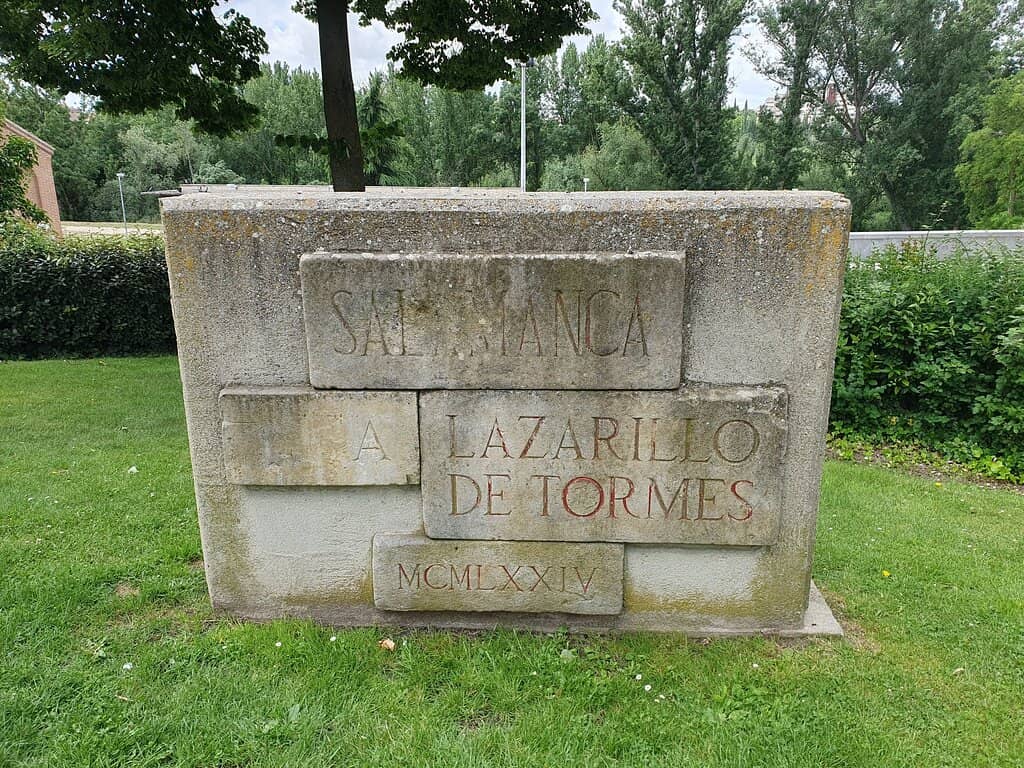 SALAMANCA
A LAZARILLO
DE TORMES
MCMLXXIV